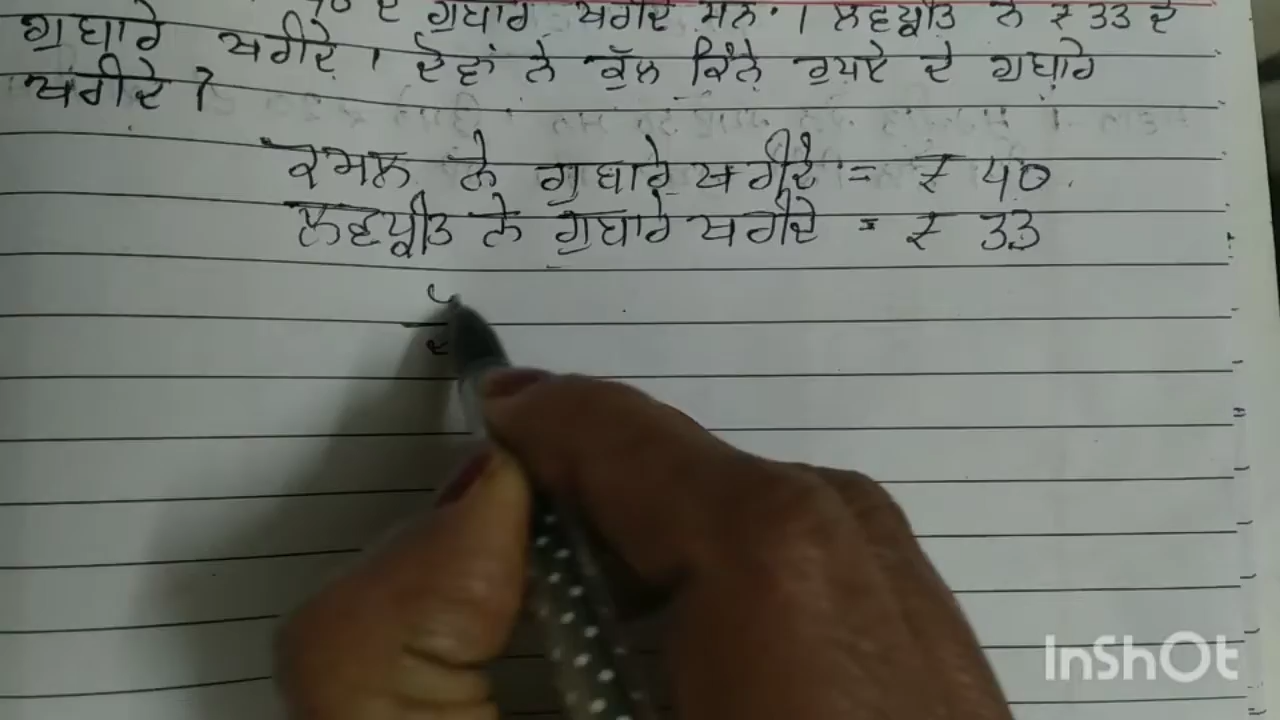 ਦੇ ਗੁਬਾਰੇ ਖਰੀਦੇ ਸਨ । ਲਵਪ੍ਰੀਤ ਨੇ ₹ 33 ਦੇ
ਗੁਬਾਰੇ ਖਰੀਦੇ । ਦੋਵਾਂ ਨੇ ਕੁੱਲ ਕਿੰਨੇ ਰੁਪਏ ਦੇ ਗੁਬਾਰੇ
ਖਰੀਦੇ ?
ਕਮਲ ਨੇ ਗੁਬਾਰੇ ਖਰੀਦੇ = ₹ 40
ਲਵਪ੍ਰੀਤ ਨੇ ਗੁਬਾਰੇ ਖਰੀਦੇ = ₹ 33
InShOt